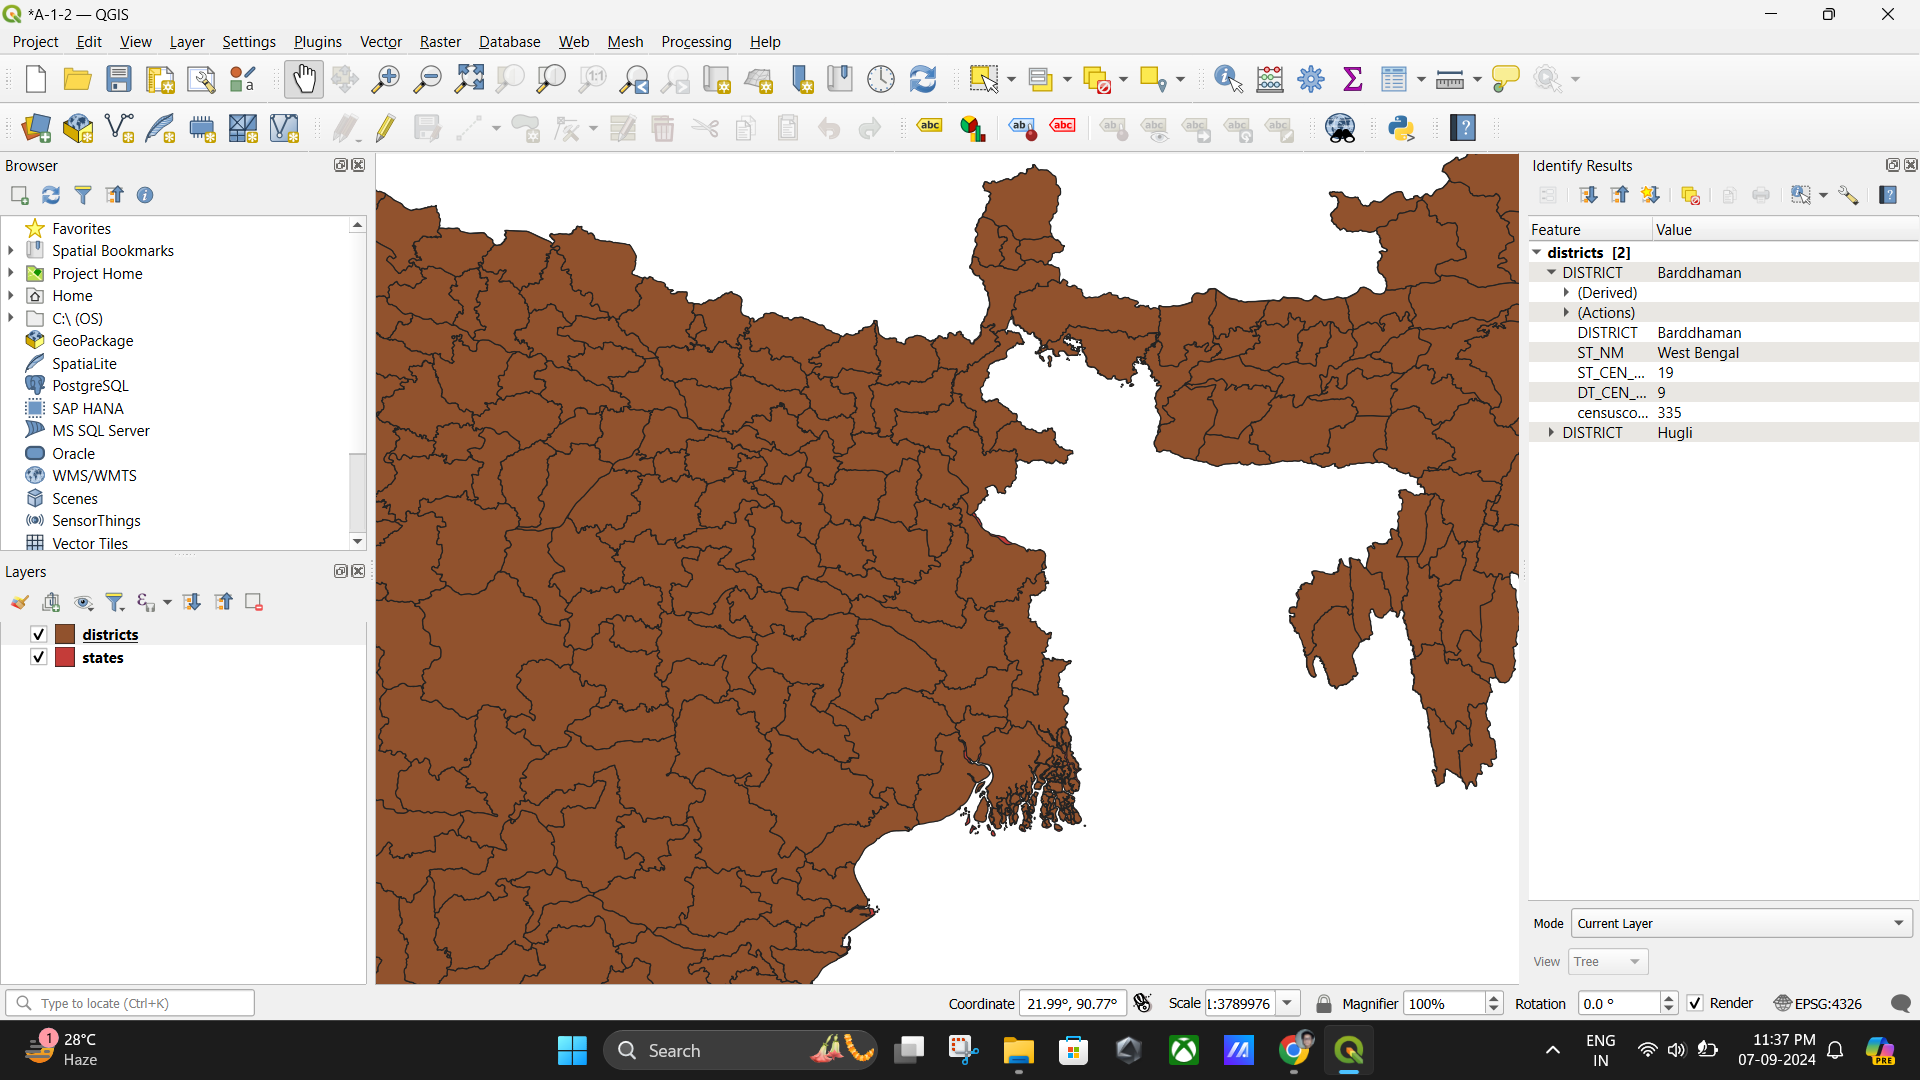 *A-1-2 — QGIS
Project Edit View Layer Settings Plugins Vector Raster Database Web Mesh Processing Help
Browser
Favorites
Spatial Bookmarks
Project Home
Home
C:\ (OS)
GeoPackage
SpatiaLite
PostgreSQL
SAP HANA
MS SQL Server
Oracle
WMS/WMTS
Scenes
SensorThings
Vector Tiles
Layers
districts
states
Identify Results
Feature Value
districts [2]
DISTRICT Barddhaman
(Derived)
(Actions)
DISTRICT Barddhaman
ST_NM West Bengal
ST_CEN_... 19
DT_CEN_... 9
censusco... 335
DISTRICT Hugli
Mode Current Layer
View Tree
Type to locate (Ctrl+K)
Coordinate 21.99°, 90.77° Scale 1:3789976 Magnifier 100% Rotation 0.0 ° Render EPSG:4326
1 28°C
Haze
Search
ENG
IN
11:37 PM
07-09-2024
PRE